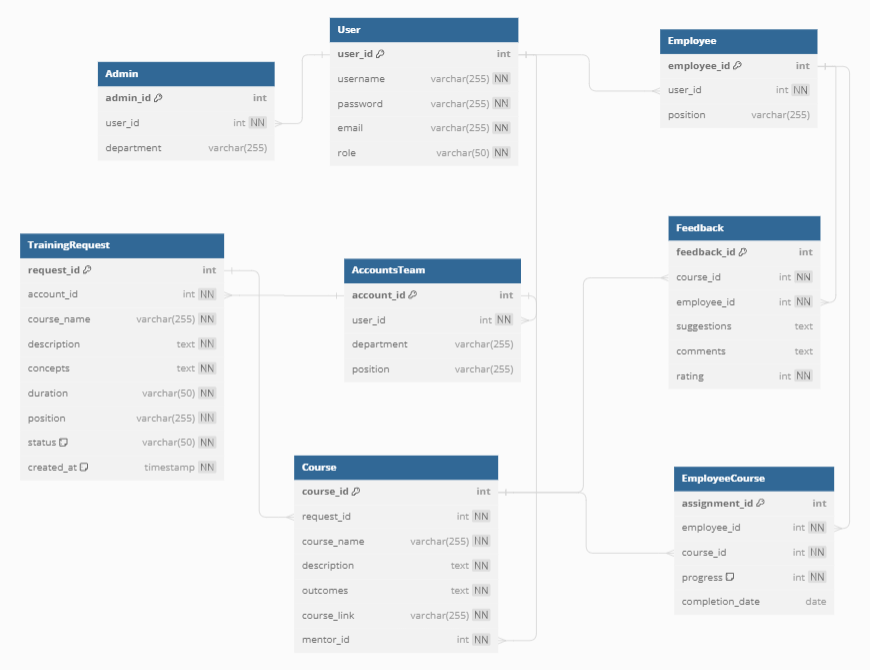 User
user_id int
username varchar(255) NN
password varchar(255) NN
email varchar(255) NN
role varchar(50) NN
Employee
employee_id int
user_id int NN
position varchar(255)
Admin
admin_id int
user_id int NN
department varchar(255)
TrainingRequest
request_id int
account_id int NN
course_name varchar(255) NN
description text NN
concepts text NN
duration varchar(50) NN
position varchar(255) NN
status varchar(50) NN
created_at timestamp NN
AccountsTeam
account_id int
user_id int NN
department varchar(255)
position varchar(255)
Feedback
feedback_id int
course_id int NN
employee_id int NN
suggestions text
comments text
rating int NN
Course
course_id int
request_id int NN
course_name varchar(255) NN
description text NN
outcomes text NN
course_link varchar(255) NN
mentor_id int NN
EmployeeCourse
assignment_id int
employee_id int NN
course_id int NN
progress int NN
completion_date date